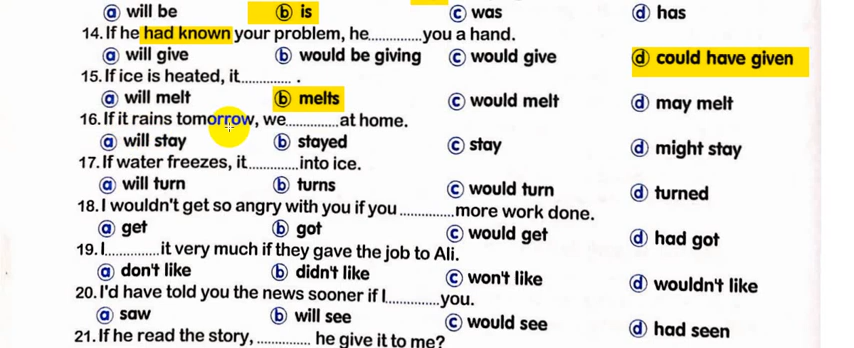 ⓐ will be ⓑ is ⓒ was ⓓ has
14. If he had known your problem, he..............you a hand.
ⓐ will give ⓑ would be giving ⓒ would give ⓓ could have given
15. If ice is heated, it............. .
ⓐ will melt ⓑ melts ⓒ would melt ⓓ may melt
16. If it rains tomorrow, we..............at home.
ⓐ will stay ⓑ stayed ⓒ stay ⓓ might stay
17. If water freezes, it..............into ice.
ⓐ will turn ⓑ turns ⓒ would turn ⓓ turned
18. I wouldn't get so angry with you if you ..............more work done.
ⓐ get ⓑ got ⓒ would get ⓓ had got
19. I..............it very much if they gave the job to Ali.
ⓐ don't like ⓑ didn't like ⓒ won't like ⓓ wouldn't like
20. I'd have told you the news sooner if I..............you.
ⓐ saw ⓑ will see ⓒ would see ⓓ had seen
21. If he read the story, .............. he give it to me?